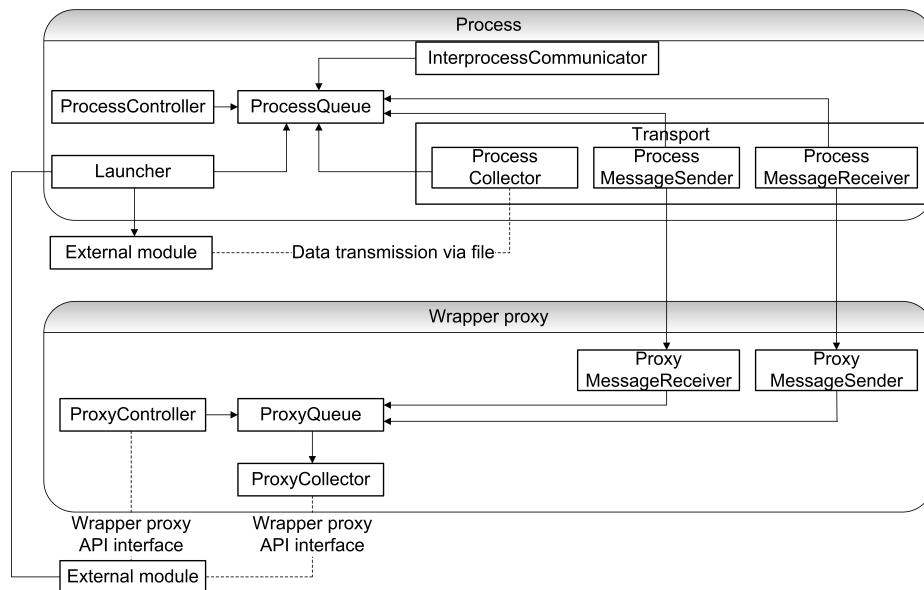 Process
InterprocessCommunicator
ProcessController
ProcessQueue
Transport
Launcher
Process
Collector
Process
MessageSender
Process
MessageReceiver
External module
Data transmission via file
Wrapper proxy
Proxy
MessageReceiver
Proxy
MessageSender
ProxyController
ProxyQueue
ProxyCollector
Wrapper proxy
API interface
Wrapper proxy
API interface
External module